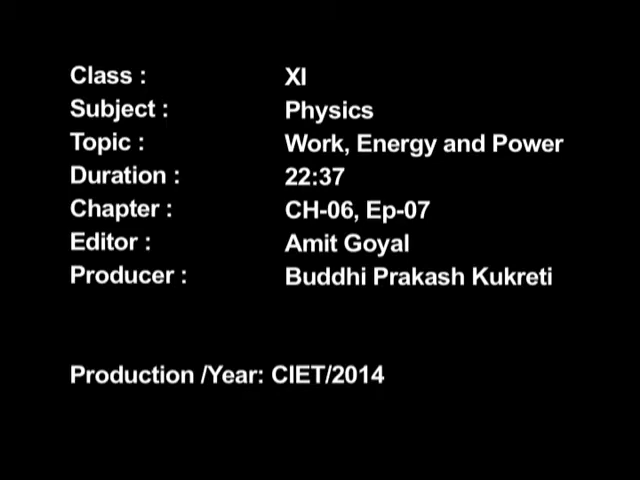 Class : XI
Subject : Physics
Topic : Work, Energy and Power
Duration : 22:37
Chapter : CH-06, Ep-07
Editor : Amit Goyal
Producer : Buddhi Prakash Kukreti
Production /Year: CIET/2014